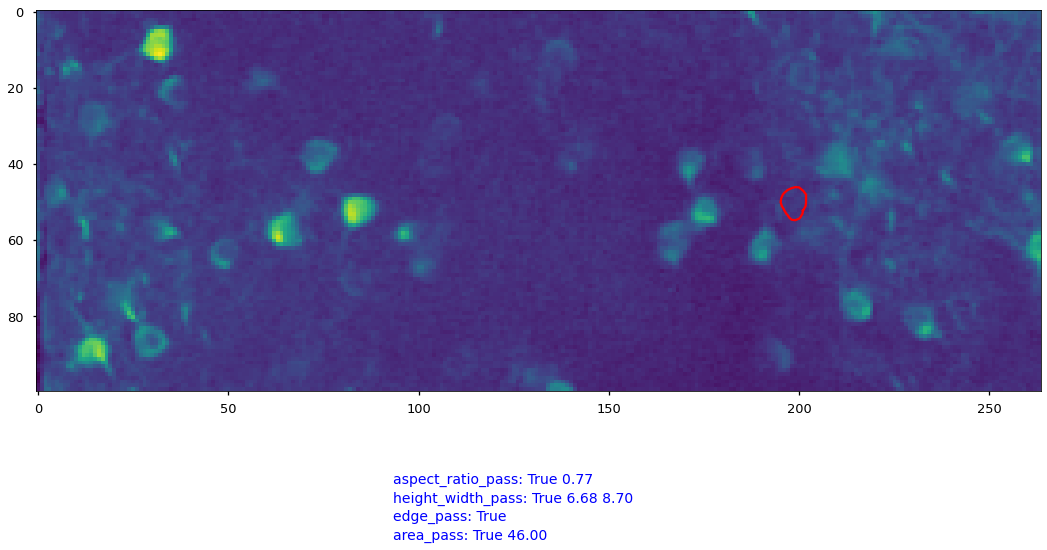 0
20
40
60
80
0
50
100
150
200
250
aspect_ratio_pass: True 0.77
height_width_pass: True 6.68 8.70
edge_pass: True
area_pass: True 46.00